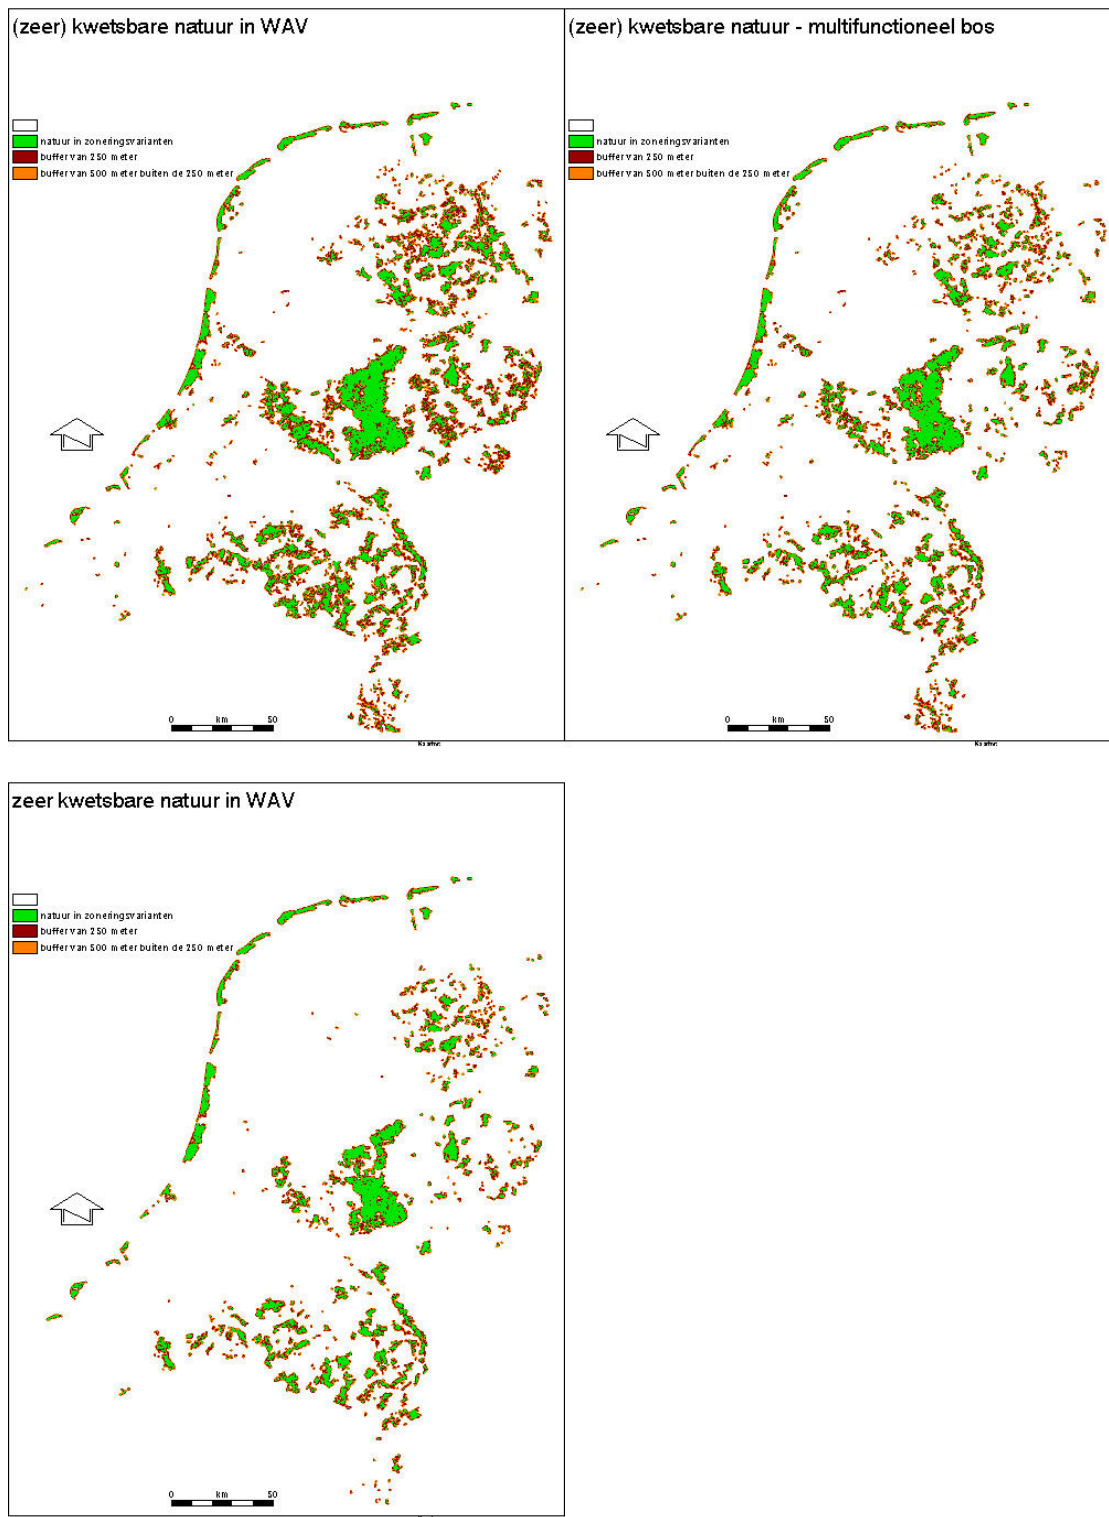 (zeer) kwetsbare natuur in WAV
natuur in zoneringsvarianten
buffer van 250 meter
buffer van 500 meter buiten de 250 meter
0 km 50
(zeer) kwetsbare natuur - multifunctioneel bos
natuur in zoneringsvarianten
buffer van 250 meter
buffer van 500 meter buiten de 250 meter
0 km 50
zeer kwetsbare natuur in WAV
natuur in zoneringsvarianten
buffer van 250 meter
buffer van 500 meter buiten de 250 meter
0 km 50